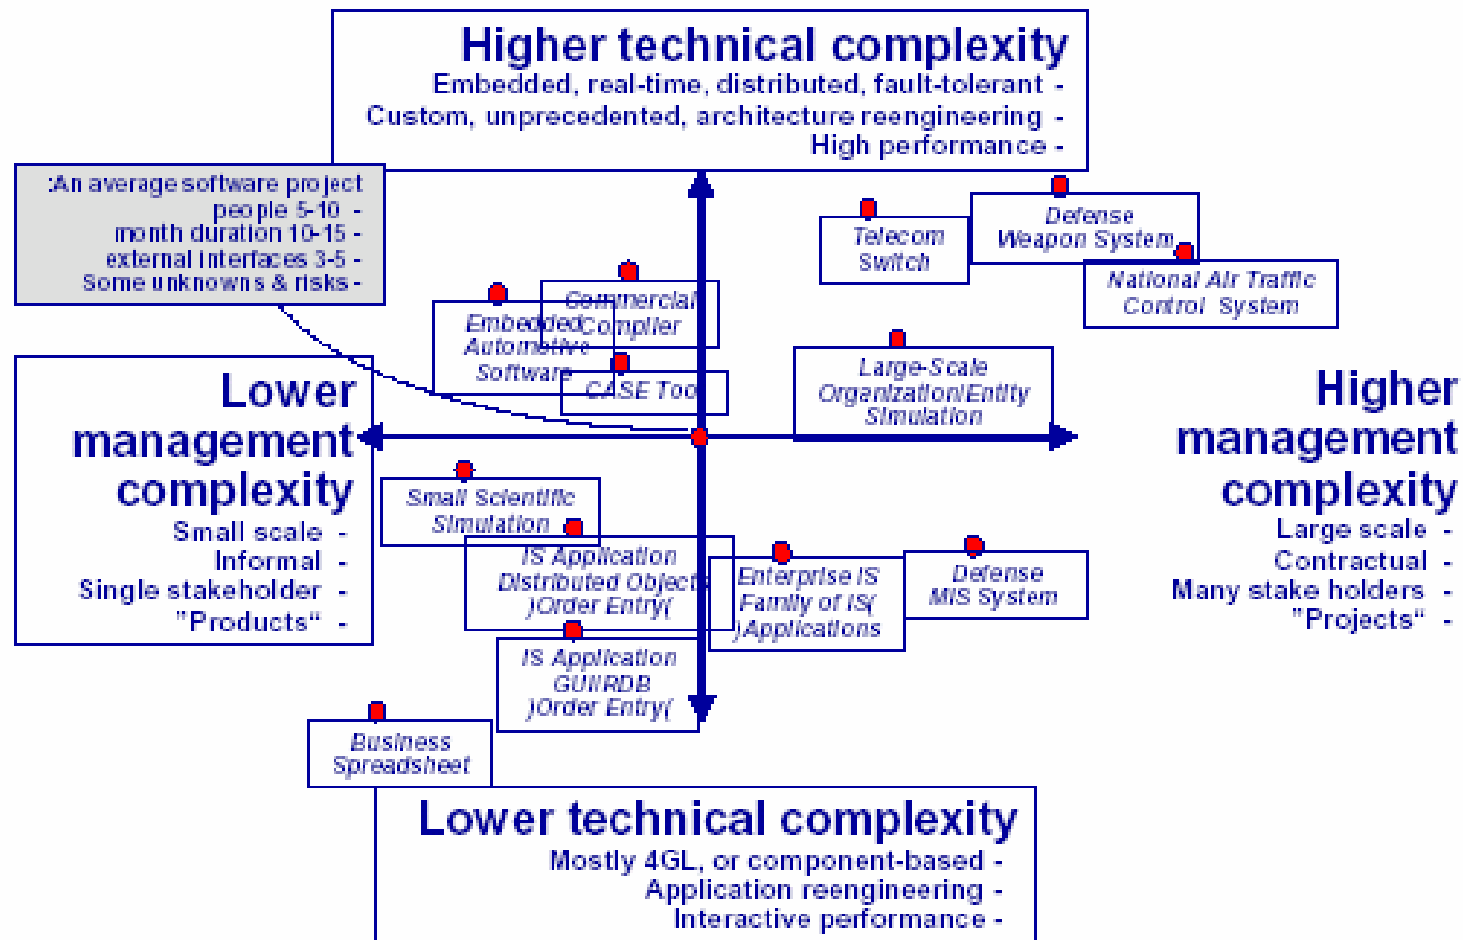 Higher technical complexity
Embedded, real-time, distributed, fault-tolerant -
Custom, unprecedented, architecture reengineering -
High performance -
:An average software project
people 5-10 -
month duration 10-15 -
external interfaces 3-5 -
Some unknowns & risks -
Defense
Weapon System
Telecom
Switch
National Air Traffic
Control System
Commercial
Compiler
Embedded
Automotive
Software
CASE Tool
Large-Scale
Organization/Entity
Simulation
Lower
management
complexity
Small scale -
Informal -
Single stakeholder -
"Products“ -
Higher
management
complexity
Large scale -
Contractual -
Many stake holders -
"Projects“ -
Small Scientific
Simulation
IS Application
Distributed Objects
)Order Entry(
Enterprise IS
Family of IS(
)Applications
Defense
MIS System
IS Application
GUI/RDB
)Order Entry(
Business
Spreadsheet
Lower technical complexity
Mostly 4GL, or component-based -
Application reengineering -
Interactive performance -